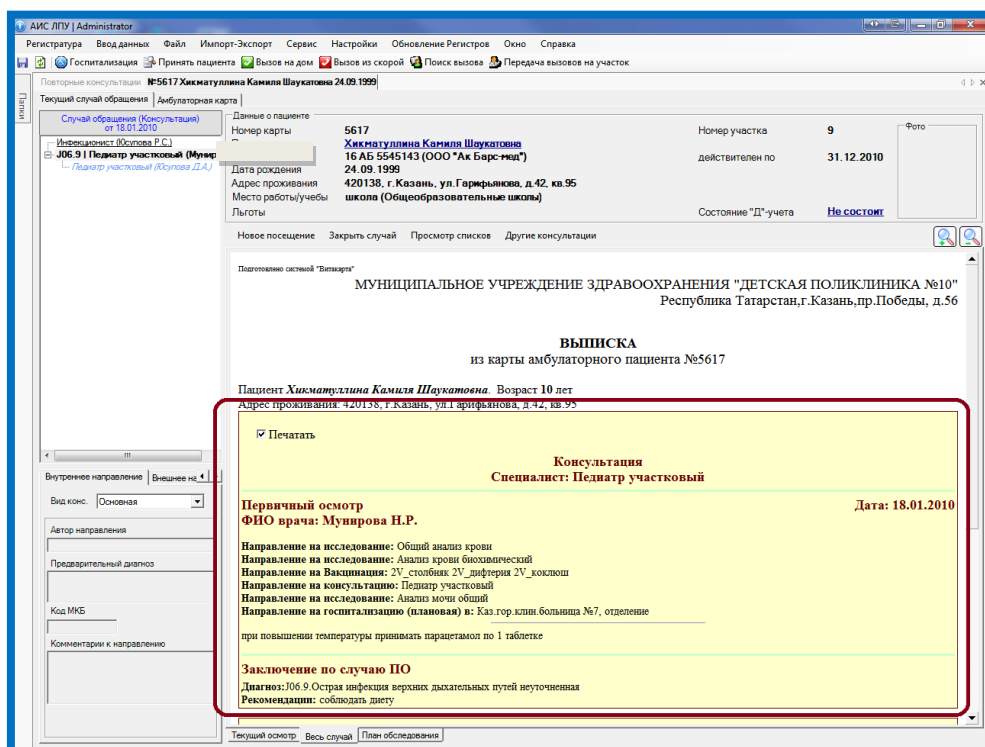 АИС ЛПУ | Administrator
Регистратура Ввод данных Файл Импорт-Экспорт Сервис Настройки Обновление Регистров Окно Справка
Госпитализация Принять пациента Вызов на дом Вызов из скорой Поиск вызова Передача вызовов на участок
Папки
Повторные консультации №5617 Хикматуллина Камиля Шаукатовна 24.09.1999
Текущий случай обращения Амбулаторная карта
Случай обращения (Консультация)
от 18.01.2010
Инфекционист (Юсупова Р.С.)
J06.9 | Педиатр участковый (Мунир
Педиатр участковый (Юсупова Д.А.)
Данные о пациенте
Номер карты 5617 Номер участка 9 Фото
Хикматуллина Камиля Шаукатовна
16 АБ 5545143 (ООО "Ак Барс-мед") действителен по 31.12.2010
Дата рождения 24.09.1999
Адрес проживания 420138, г.Казань, ул.Гарифьянова, д.42, кв.95
Место работы/учебы школа (Общеобразовательные школы)
Льготы Состояние "Д"-учета Не состоит
Новое посещение Закрыть случай Просмотр списков Другие консультации
Подготовлено системой "Витакарта"
МУНИЦИПАЛЬНОЕ УЧРЕЖДЕНИЕ ЗДРАВООХРАНЕНИЯ "ДЕТСКАЯ ПОЛИКЛИНИКА №10"
Республика Татарстан,г.Казань,пр.Победы, д.56
ВЫПИСКА
из карты амбулаторного пациента №5617
Пациент Хикматуллина Камиля Шаукатовна. Возраст 10 лет
Адрес проживания: 420138, г.Казань, ул.Гарифьянова, д.42, кв.95
Печатать
Консультация
Специалист: Педиатр участковый
Первичный осмотр Дата: 18.01.2010
ФИО врача: Мунирова Н.Р.
Направление на исследование: Общий анализ крови
Направление на исследование: Анализ крови биохимический
Направление на Вакцинация: 2V_столбняк 2V_дифтерия 2V_коклюш
Направление на консультацию: Педиатр участковый
Направление на исследование: Анализ мочи общий
Направление на госпитализацию (плановая) в: Каз.гор.клин.больница №7, отделение
при повышении температуры принимать парацетамол по 1 таблетке
Заключение по случаю ПО
Диагноз:J06.9.Острая инфекция верхних дыхательных путей неуточненная
Рекомендации: соблюдать диету
Внутреннее направление Внешнее на
Вид конс. Основная
Автор направления
Предварительный диагноз
Код МКБ
Комментарии к направлению
Текущий осмотр Весь случай План обследования